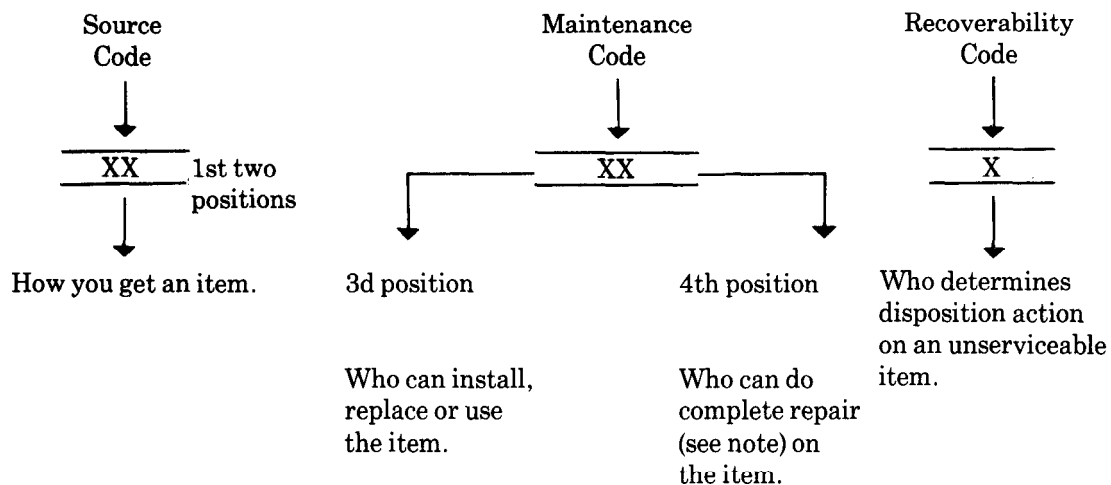 Source
Code
Maintenance
Code
Recoverability
Code
XX
1st two
positions
XX
X
How you get an item.
3d position
4th position
Who determines
disposition action
on an unserviceable
item.
Who can install,
replace or use
the item.
Who can do
complete repair
(see note) on
the item.